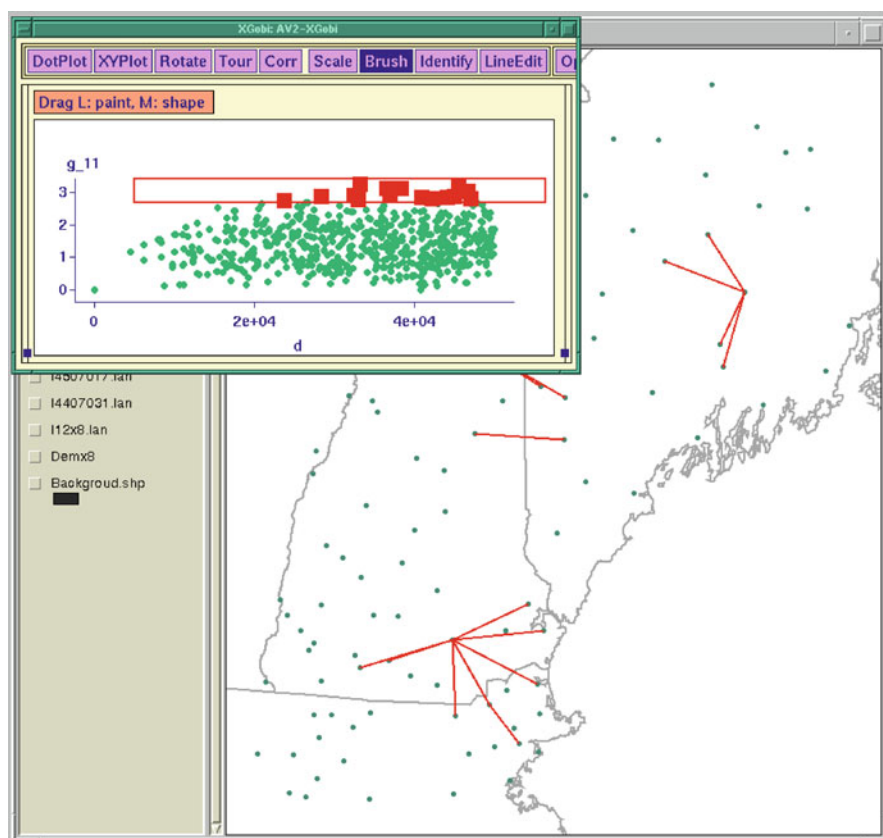 XGobi: AV2-XGobi
DotPlot XYPlot Rotate Tour Corr Scale Brush Identify LineEdit
Drag L: paint, M: shape
g_11
3
2
1
0
0 2e+04 4e+04
d
I4407031.lan
I12x8.lan
Demx8
Backgroud.shp